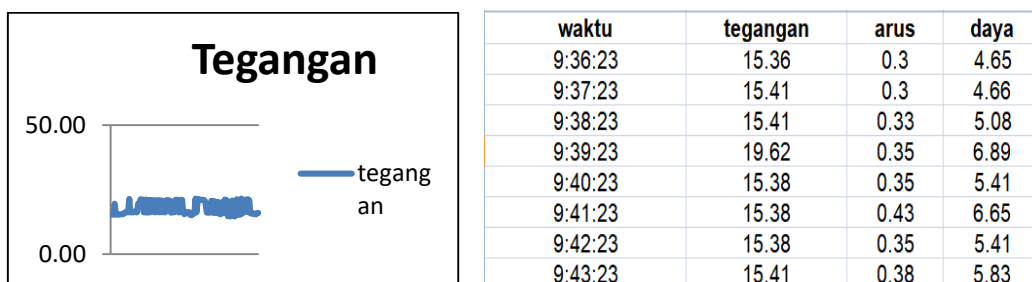 Tegangan
50.00
0.00
tegang
an
waktu tegangan arus daya
9:36:23 15.36 0.3 4.65
9:37:23 15.41 0.3 4.66
9:38:23 15.41 0.33 5.08
9:39:23 19.62 0.35 6.89
9:40:23 15.38 0.35 5.41
9:41:23 15.38 0.43 6.65
9:42:23 15.38 0.35 5.41
9:43:23 15.41 0.38 5.83